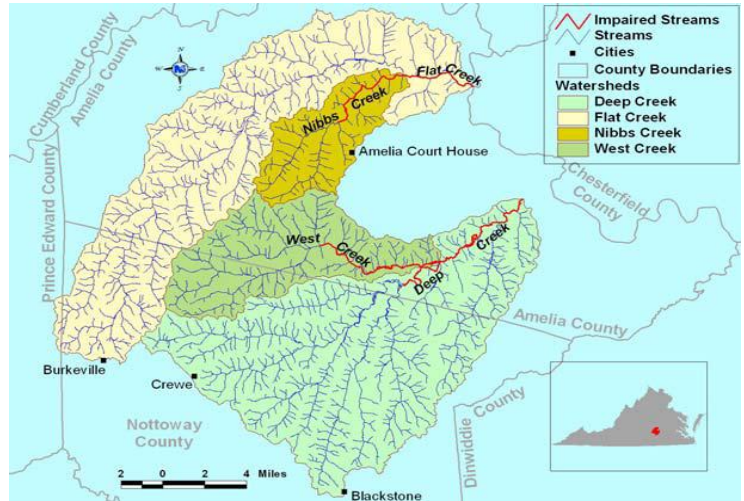 Impaired Streams
Streams
Cities
County Boundaries
Watersheds
Deep Creek
Flat Creek
Nibbs Creek
West Creek
Cumberland County
Amelia County
N
W
E
S
Flat Creek
Nibbs Creek
Amelia Court House
Chesterfield
County
Prince Edward County
West Creek
Deep Creek
Amelia County
Burkeville
Crewe
Nottoway
County
Dinwiddie County
2 0 2 4 Miles
Blackstone